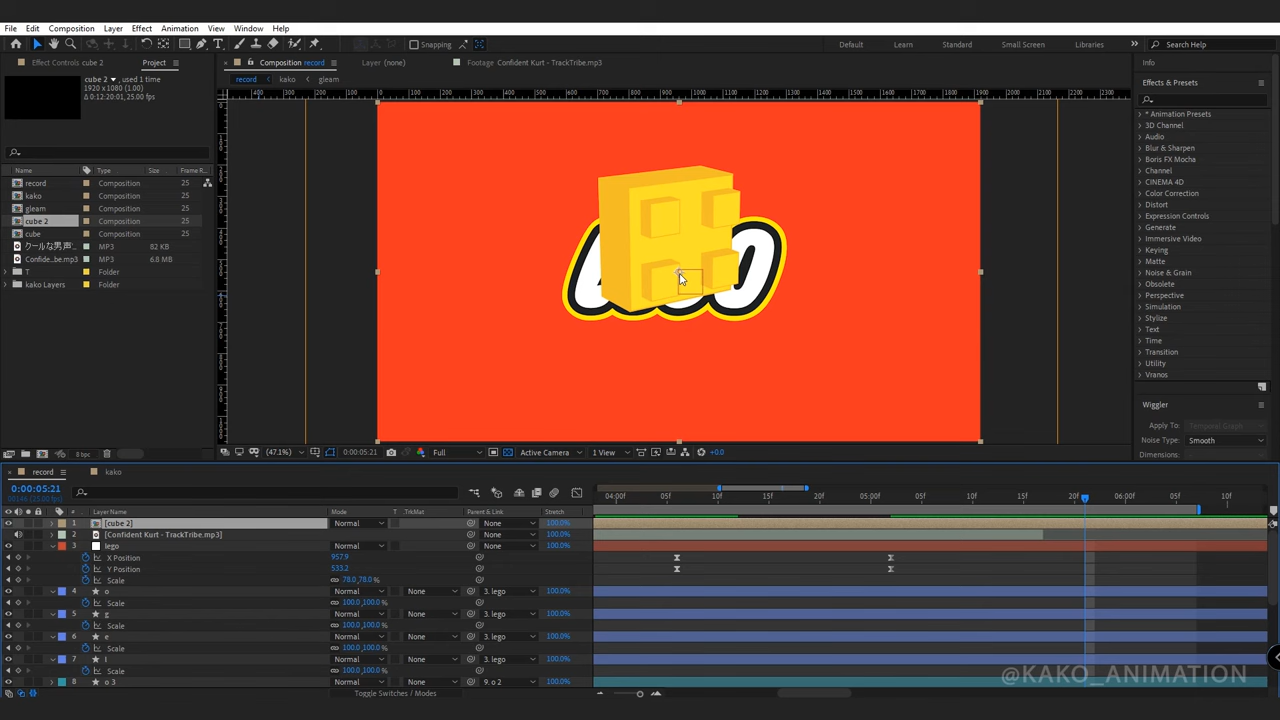 File Edit Composition Layer Effect Animation View Window Help
Snapping
Default Learn Standard Small Screen Libraries Search Help
Effect Controls cube 2 Project
Composition record Layer (none) Footage Confident Kurt - TrackTribe.mp3
Info
record kako gleam
cube 2 , used 1 time
1920 x 1080 (1.00)
Δ 0:12:20:01, 25.00 fps
Effects & Presets
* Animation Presets
3D Channel
Audio
Blur & Sharpen
Boris FX Mocha
Channel
CINEMA 4D
Color Correction
Distort
Expression Controls
Generate
Immersive Video
Keying
Matte
Noise & Grain
Obsolete
Perspective
Simulation
Stylize
Text
Time
Transition
Utility
Vranos
Name Type Size Frame R...
record Composition 25
kako Composition 25
gleam Composition 25
cube 2 Composition 25
cube Composition 25
クールな男声 MP3 82 KB
Confide...be.mp3 MP3 6.8 MB
T Folder
kako Layers Folder
Wiggler
Apply To: Temporal Graph
Noise Type: Smooth
Dimensions:
8 bpc
(47.1%) 0:00:05:21 Full Active Camera 1 View +0.0
record kako
0:00:05:21
00146 (25.00 fps)
04:00f 05f 10f 15f 20f 05:00f 05f 10f 15f 20f 06:00f 05f 10f
# Layer Name Mode T TrkMat Parent & Link Stretch
1 [cube 2] Normal None 100.0%
2 [Confident Kurt - TrackTribe.mp3] None 100.0%
3 lego Normal None 100.0%
X Position 957.9
Y Position 533.2
Scale 78.0,78.0%
4 o Normal None 3. lego 100.0%
Scale 100.0,100.0%
5 g Normal None 3. lego 100.0%
Scale 100.0,100.0%
6 e Normal None 3. lego 100.0%
Scale 100.0,100.0%
7 l Normal None 3. lego 100.0%
Scale 100.0,100.0%
8 o 3 Normal None 9. o 2 100.0%
Toggle Switches / Modes
@KAKO_ANIMATION